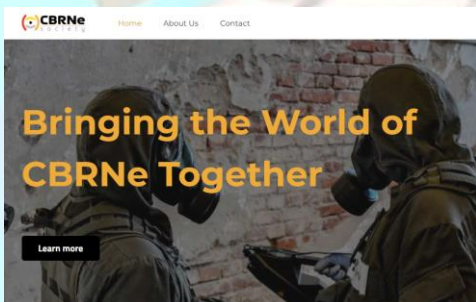 CBRNe
society
Home About Us Contact
Bringing the World of
CBRNe Together
Learn more